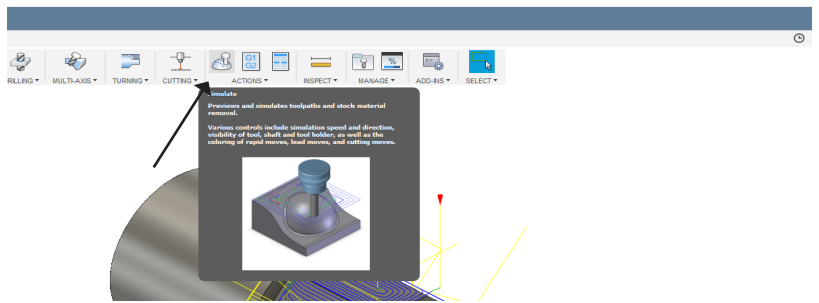 G1
G2
%
RILLING ▾ MULTI-AXIS ▾ TURNING ▾ CUTTING ▾ ACTIONS ▾ INSPECT ▾ MANAGE ▾ ADD-INS ▾ SELECT ▾
imulate
Previews and simulates toolpaths and stock material
removal.
Various controls include simulation speed and direction,
visibility of tool, shaft and tool holder, as well as the
coloring of rapid moves, lead moves, and cutting moves.